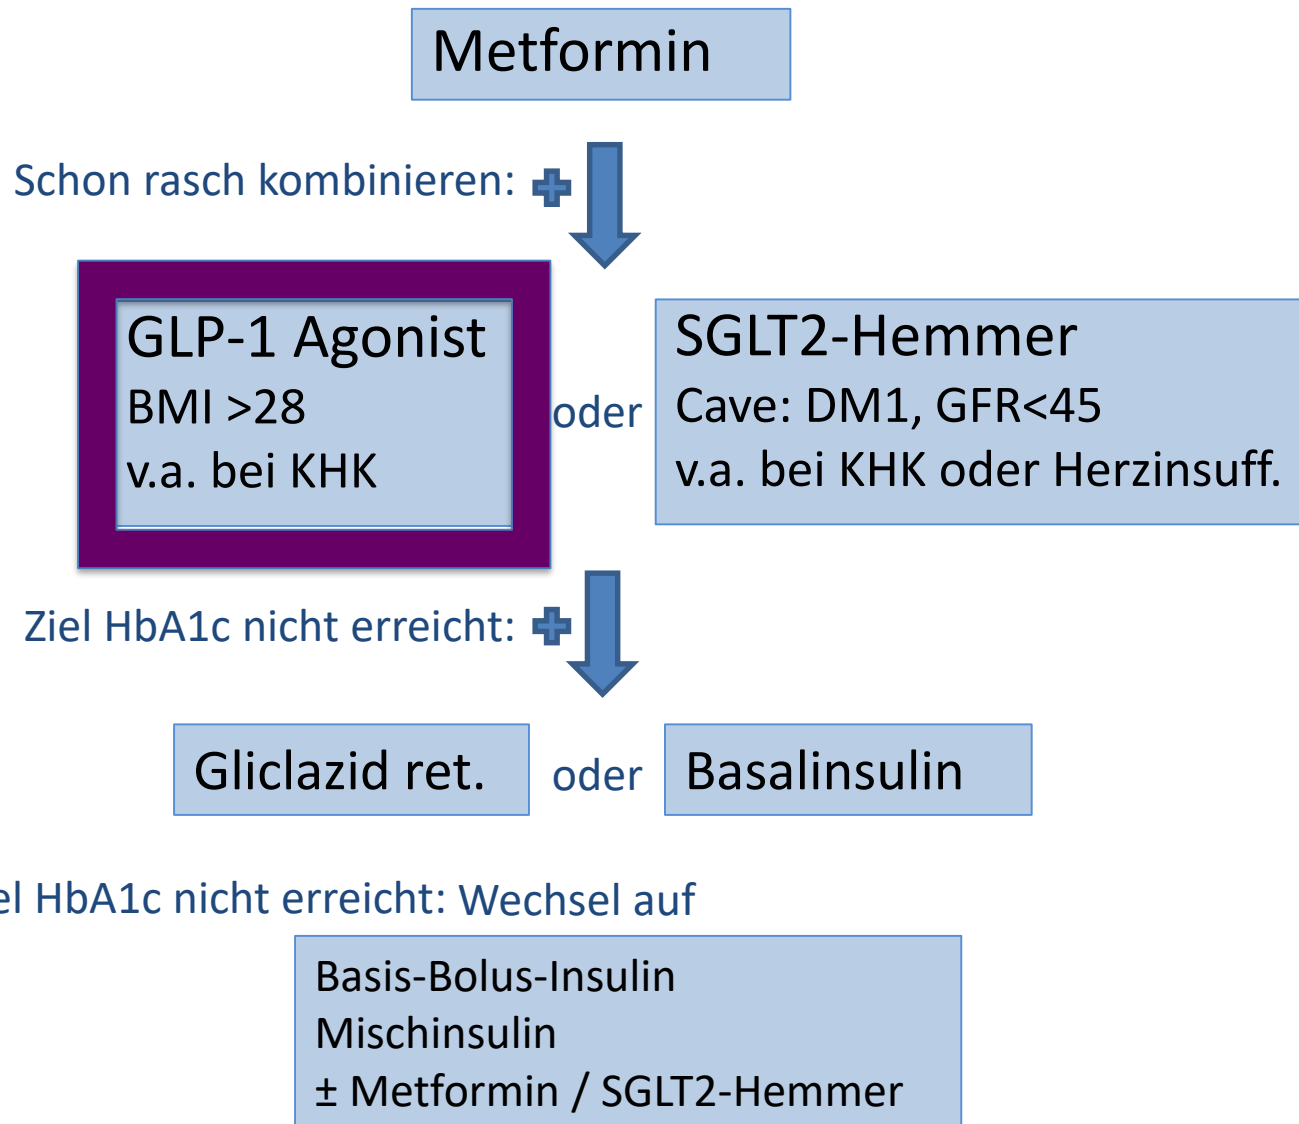 Metformin
Schon rasch kombinieren:
GLP-1 Agonist
BMI >28
v.a. bei KHK
oder
SGLT2-Hemmer
Cave: DM1, GFR<45
v.a. bei KHK oder Herzinsuff.
Ziel HbA1c nicht erreicht:
Gliclazid ret.
oder
Basalinsulin
el HbA1c nicht erreicht: Wechsel auf
Basis-Bolus-Insulin
Mischinsulin
± Metformin / SGLT2-Hemmer